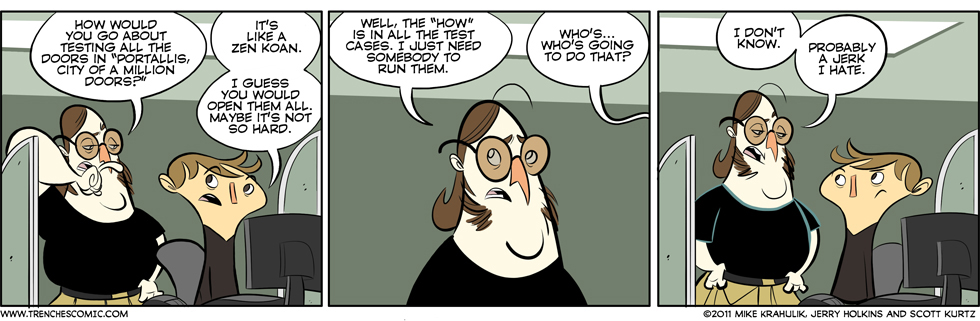 HOW WOULD
YOU GO ABOUT
TESTING ALL THE
DOORS IN "PORTALLIS,
CITY OF A MILLION
DOORS?"
IT'S
LIKE A
ZEN KOAN.
I GUESS
YOU WOULD
OPEN THEM ALL.
MAYBE IT'S NOT
SO HARD.
WELL, THE "HOW"
IS IN ALL THE TEST
CASES. I JUST NEED
SOMEBODY TO
RUN THEM.
WHO'S...
WHO'S GOING
TO DO THAT?
I DON'T
KNOW.
PROBABLY
A JERK
I HATE.
WWW.TRENCHESCOMIC.COM
©2011 MIKE KRAHULIK, JERRY HOLKINS AND SCOTT KURTZ